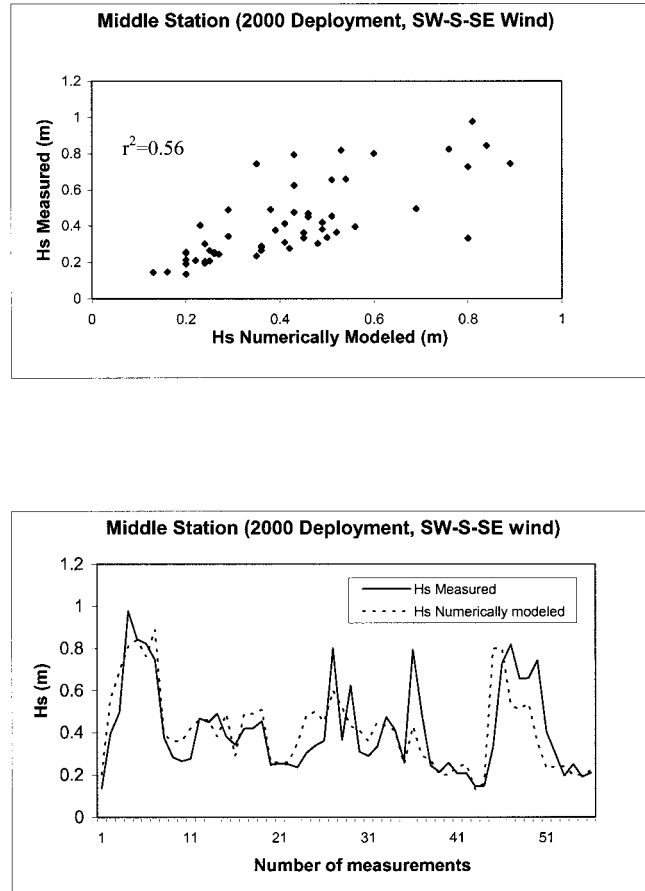 Middle Station (2000 Deployment, SW-S-SE Wind)
1.2
1
0.8
0.6
0.4
0.2
0
Hs Measured (m)
r²=0.56
0 0.2 0.4 0.6 0.8 1
Hs Numerically Modeled (m)
Middle Station (2000 Deployment, SW-S-SE wind)
1.2
1
0.8
0.6
0.4
0.2
0
Hs (m)
Hs Measured
Hs Numerically modeled
1 11 21 31 41 51
Number of measurements